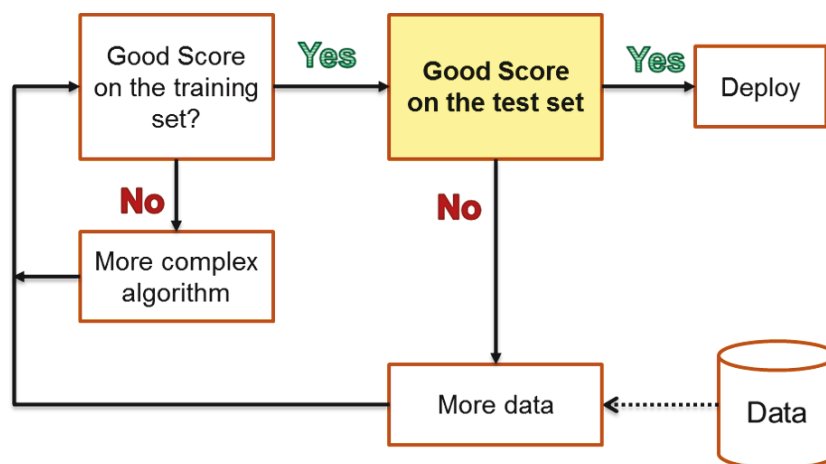 Good Score
on the training
set?
Yes
Good Score
on the test set
Yes
Deploy
No
No
More complex
algorithm
More data
Data